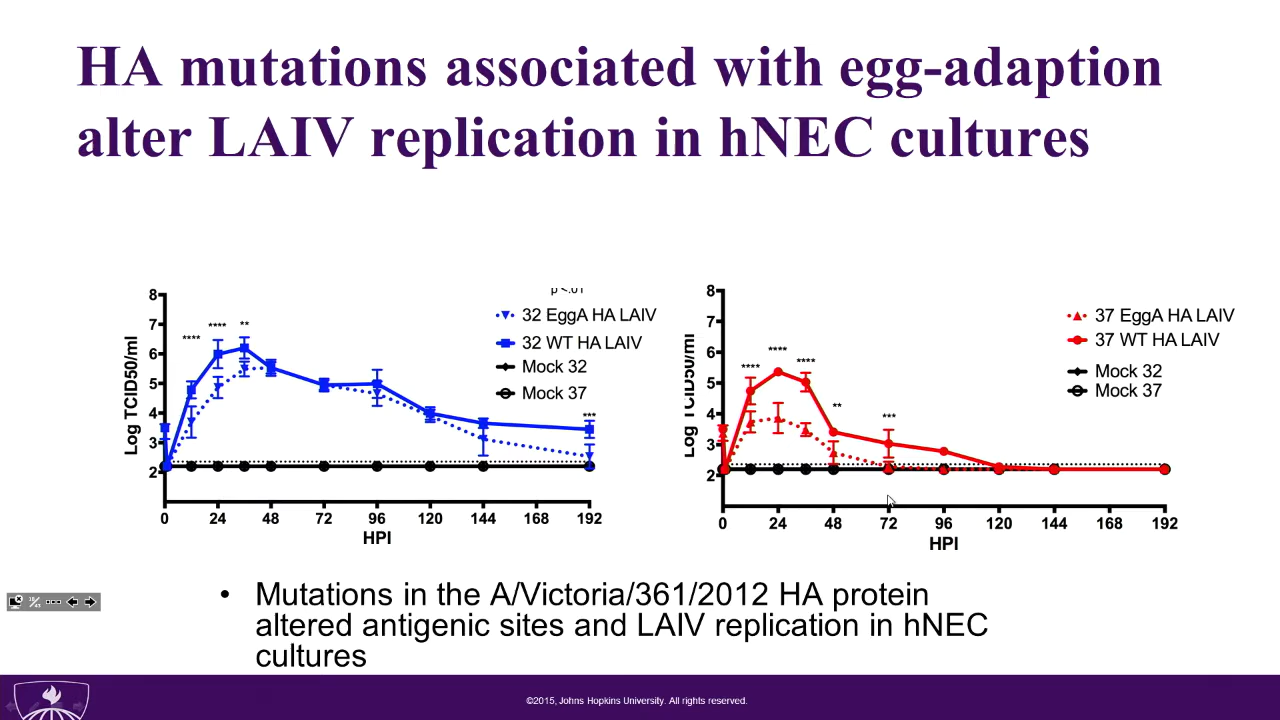 HA mutations associated with egg-adaption
alter LAIV replication in hNEC cultures
8
7
6
5
4
3
2
Log TCID50/ml
****
****
**
***
32 EggA HA LAIV
32 WT HA LAIV
Mock 32
Mock 37
0 24 48 72 96 120 144 168 192
HPI
8
7
6
5
4
3
2
Log TCID50/ml
****
****
****
**
***
37 EggA HA LAIV
37 WT HA LAIV
Mock 32
Mock 37
0 24 48 72 96 120 144 168 192
HPI
• Mutations in the A/Victoria/361/2012 HA protein
altered antigenic sites and LAIV replication in hNEC
cultures
©2015, Johns Hopkins University. All rights reserved.